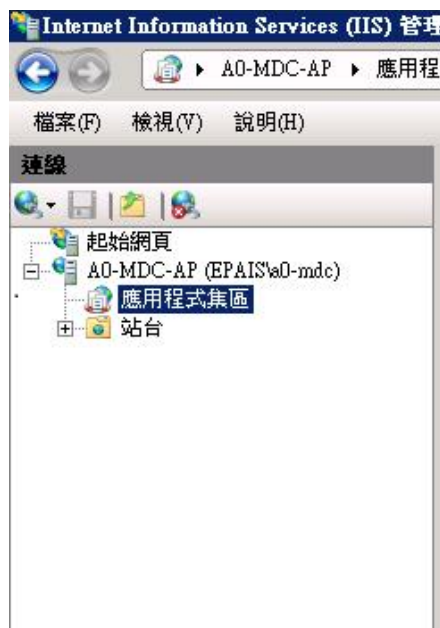 Internet Information Services (IIS) 管理
A0-MDC-AP 應用程
檔案(F) 檢視(V) 說明(H)
連線
起始網頁
A0-MDC-AP (EPAIS\a0-mdc)
應用程式集區
站台